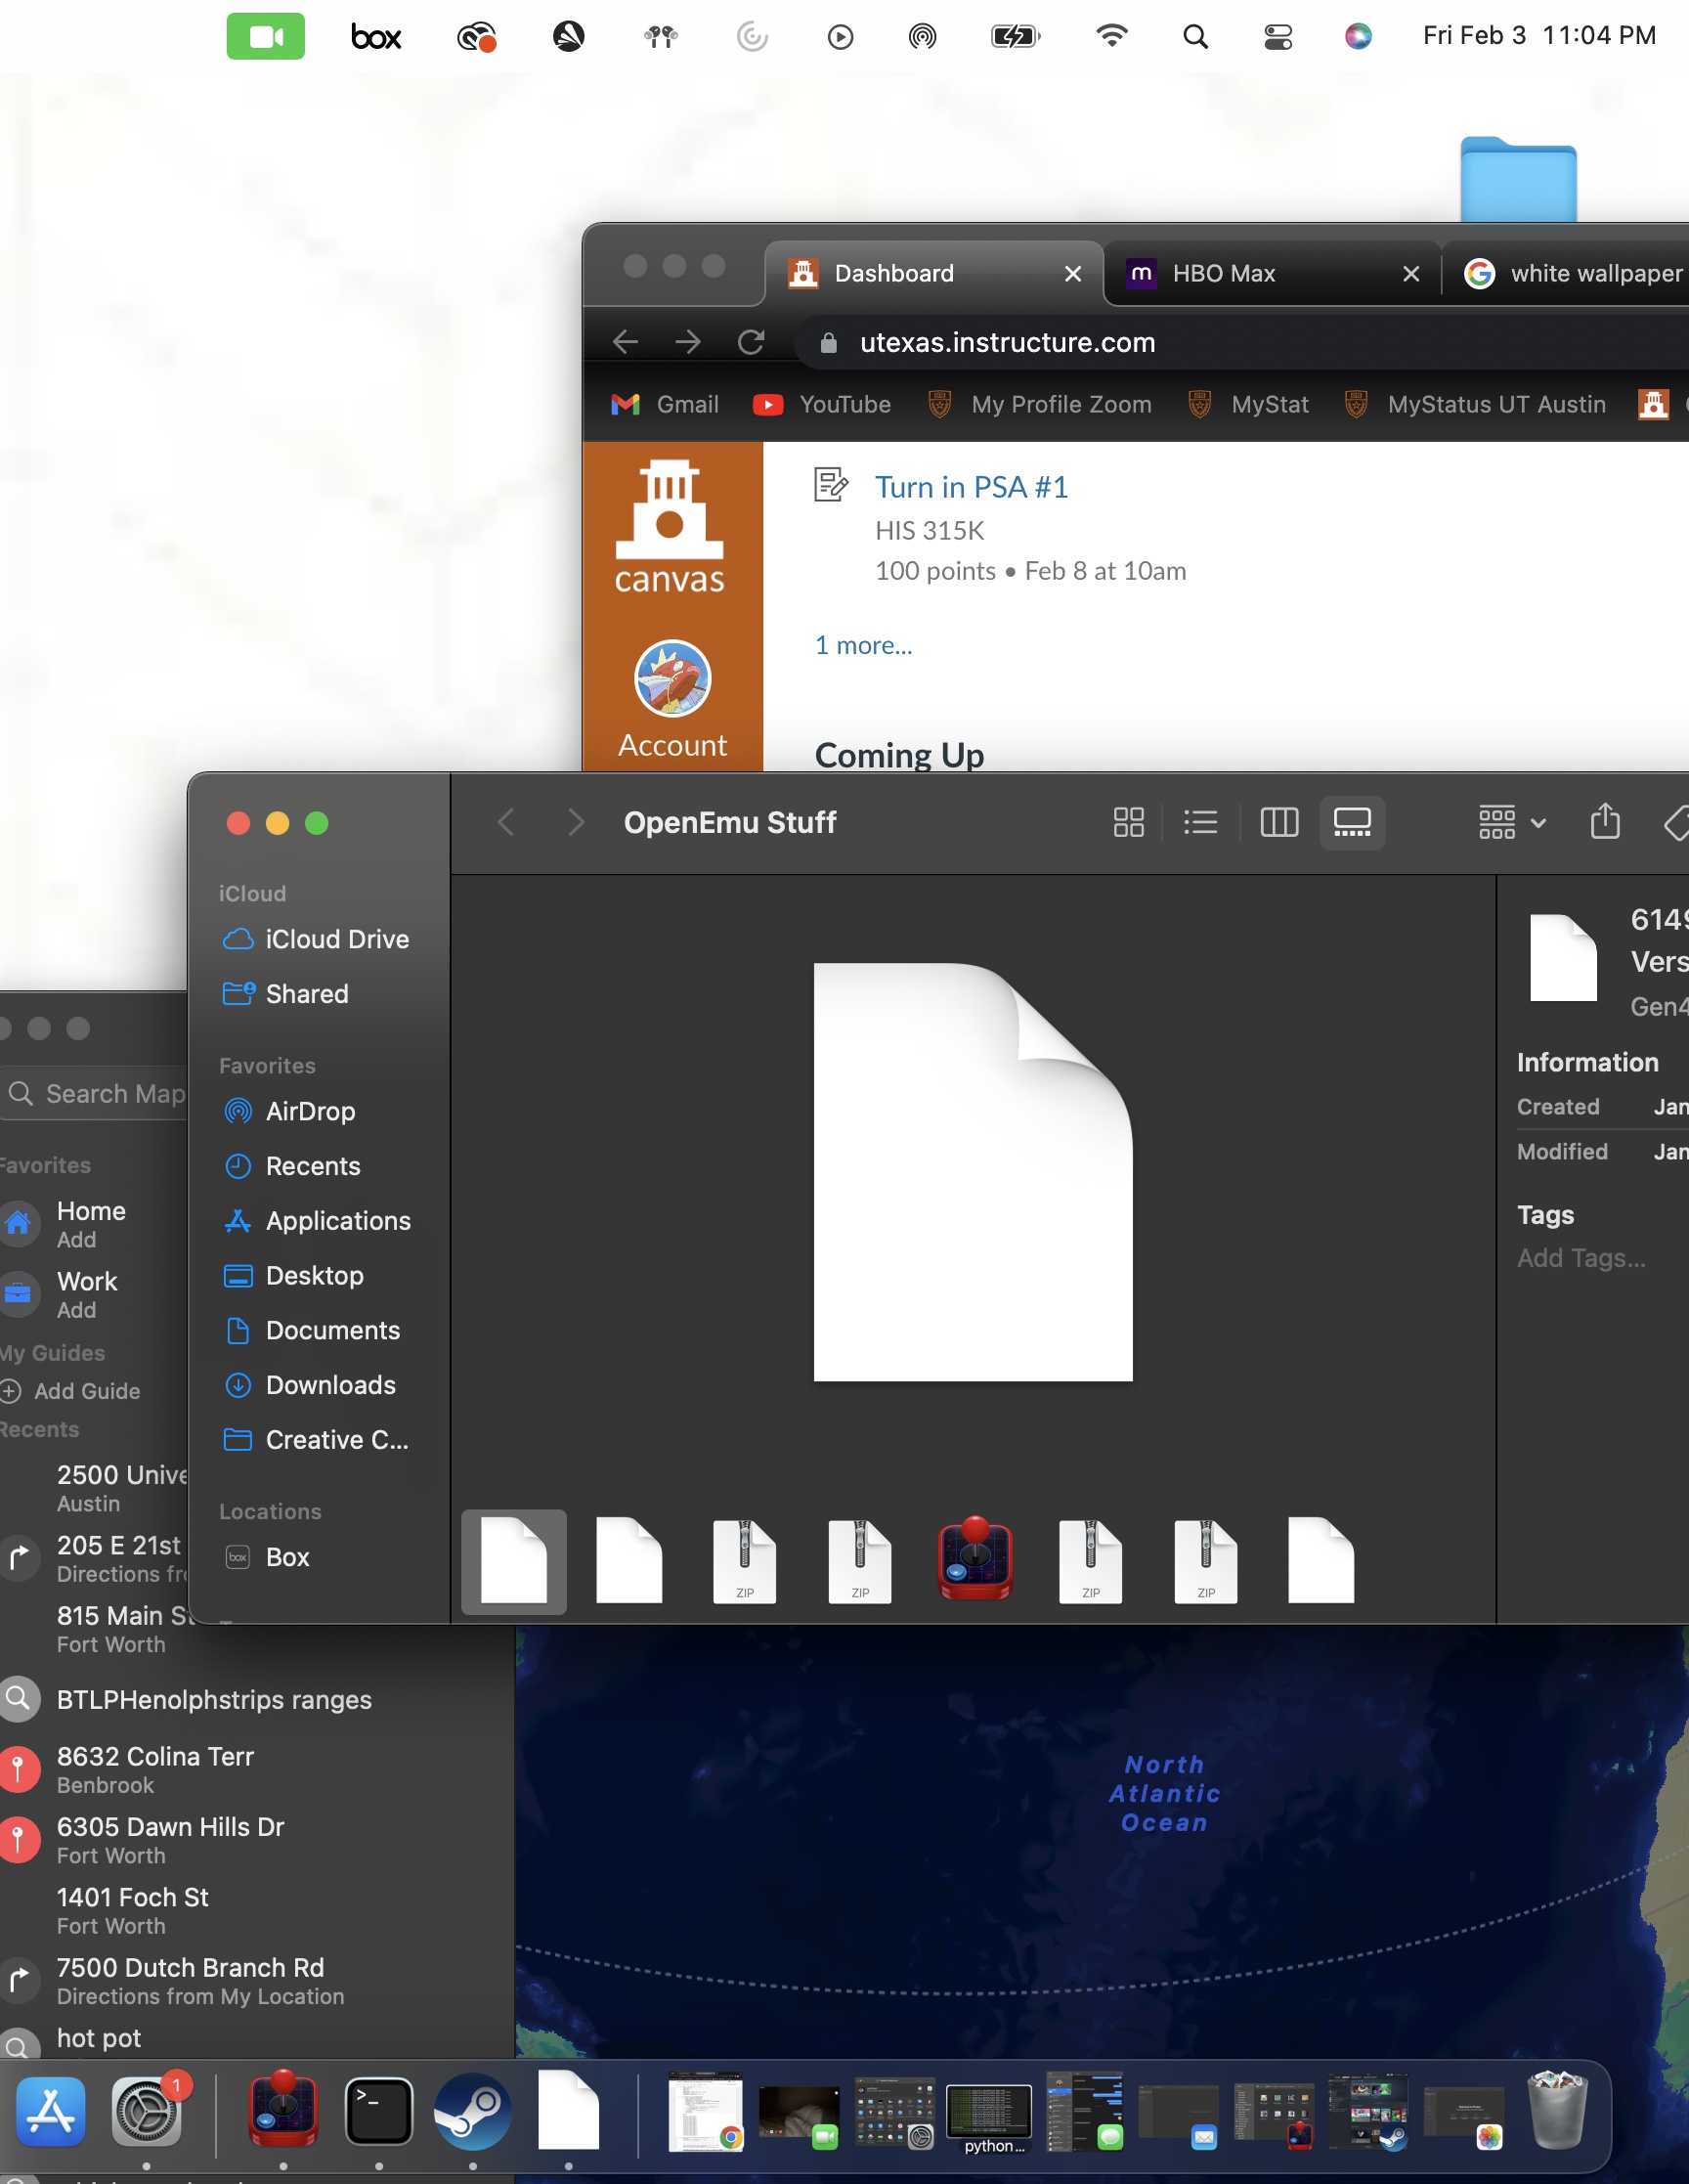 box
Fri Feb 3 11:04 PM
Dashboard
HBO Max
white wallpaper
utexas.instructure.com
Gmail
YouTube
My Profile Zoom
MyStat
MyStatus UT Austin
canvas
Account
Turn in PSA #1
HIS 315K
100 points • Feb 8 at 10am
1 more...
Coming Up
OpenEmu Stuff
iCloud
iCloud Drive
Shared
Favorites
AirDrop
Recents
Applications
Desktop
Documents
Downloads
Creative C...
Locations
box
Box
6149
Vers
Gen4
Information
Created Jan
Modified Jan
Tags
Add Tags...
ZIP
ZIP
ZIP
ZIP
Search Map
Favorites
Home
Add
Work
Add
My Guides
Add Guide
Recents
2500 Unive
Austin
205 E 21st
Directions fr
815 Main St
Fort Worth
BTLPHenolphstrips ranges
8632 Colina Terr
Benbrook
6305 Dawn Hills Dr
Fort Worth
1401 Foch St
Fort Worth
7500 Dutch Branch Rd
Directions from My Location
hot pot
North
Atlantic
Ocean
1
python...